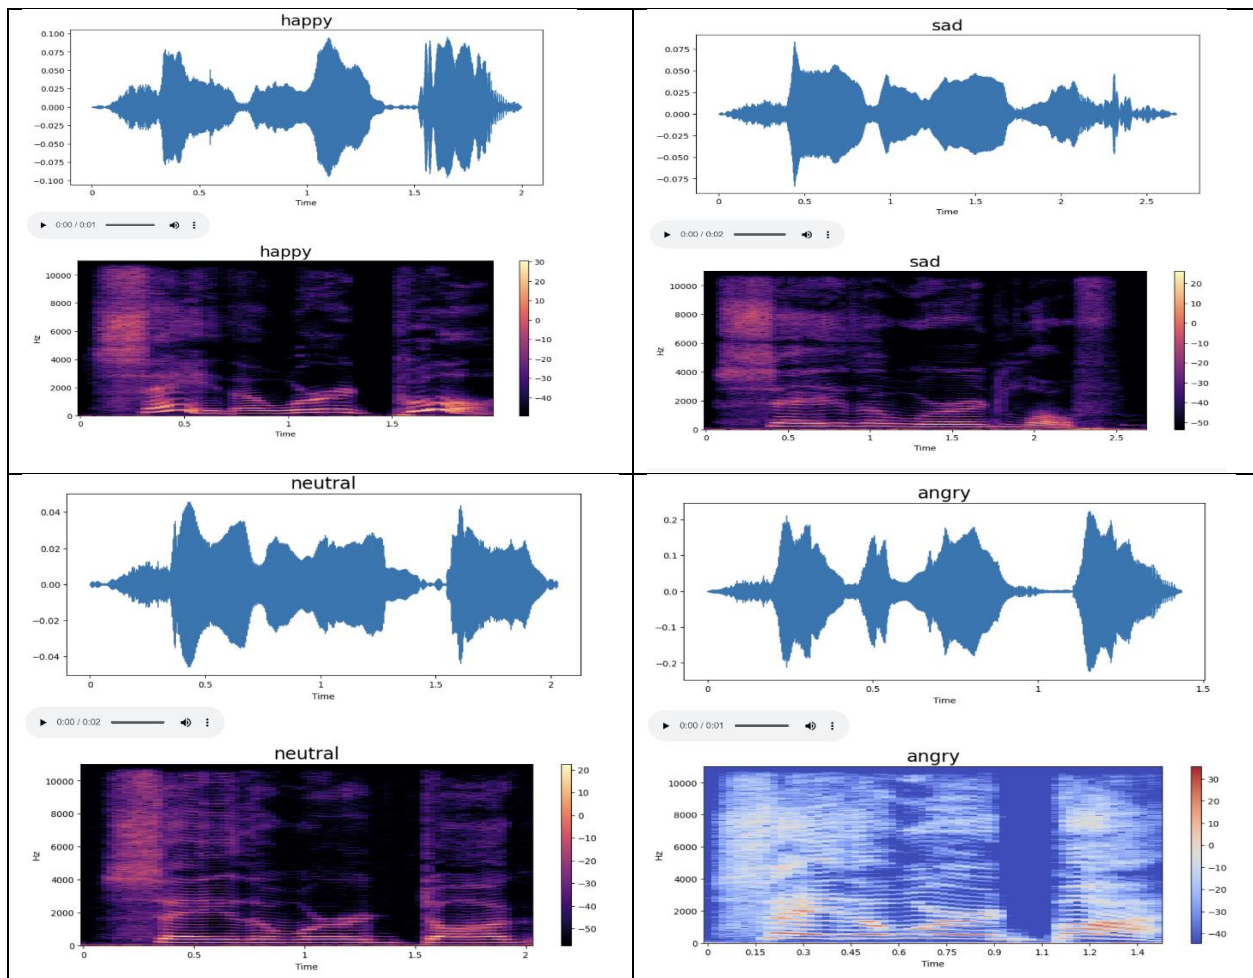 happy
0.100
0.075
0.050
0.025
0.000
−0.025
−0.050
−0.075
−0.100
0 0.5 1 1.5 2
Time
0:00 / 0:01
happy
10000
8000
6000
4000
2000
0
Hz
0 0.5 1 1.5
Time
30
20
10
0
−10
−20
−30
−40
sad
0.075
0.050
0.025
0.000
−0.025
−0.050
−0.075
0 0.5 1 1.5 2 2.5
Time
0:00 / 0:02
sad
10000
8000
6000
4000
2000
0
Hz
0 0.5 1 1.5 2 2.5
Time
20
10
0
−10
−20
−30
−40
−50
neutral
0.04
0.02
0.00
−0.02
−0.04
0 0.5 1 1.5 2
Time
0:00 / 0:02
neutral
10000
8000
6000
4000
2000
0
Hz
0 0.5 1 1.5 2
Time
20
10
0
−10
−20
−30
−40
−50
angry
0.2
0.1
0.0
−0.1
−0.2
0 0.5 1 1.5
Time
0:00 / 0:01
angry
10000
8000
6000
4000
2000
0
Hz
0 0.15 0.3 0.45 0.6 0.75 0.9 1.1 1.2 1.4
Time
30
20
10
0
−10
−20
−30
−40